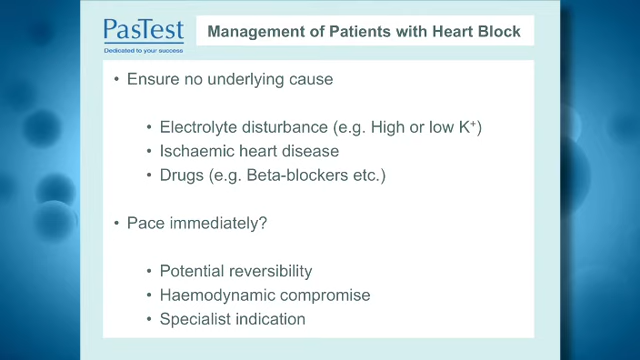 PasTest
Dedicated to your success
Management of Patients with Heart Block
• Ensure no underlying cause
• Electrolyte disturbance (e.g. High or low K⁺)
• Ischaemic heart disease
• Drugs (e.g. Beta-blockers etc.)
• Pace immediately?
• Potential reversibility
• Haemodynamic compromise
• Specialist indication